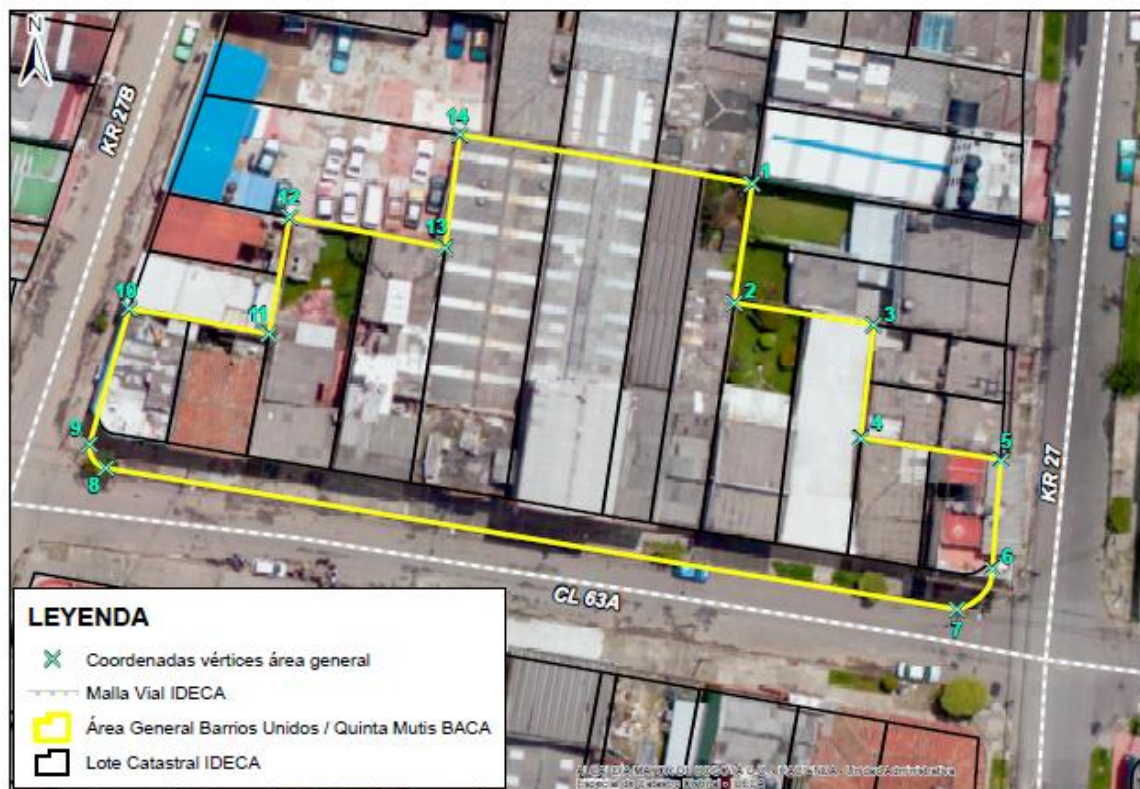 N
KR 27B
14
1
12
13
2
10
11
3
9
4
5
8
KR 27
6
CL 63A
7
LEYENDA
Coordenadas vértices área general
Malla Vial IDECA
Área General Barrios Unidos / Quinta Mutis BACA
Lote Catastral IDECA